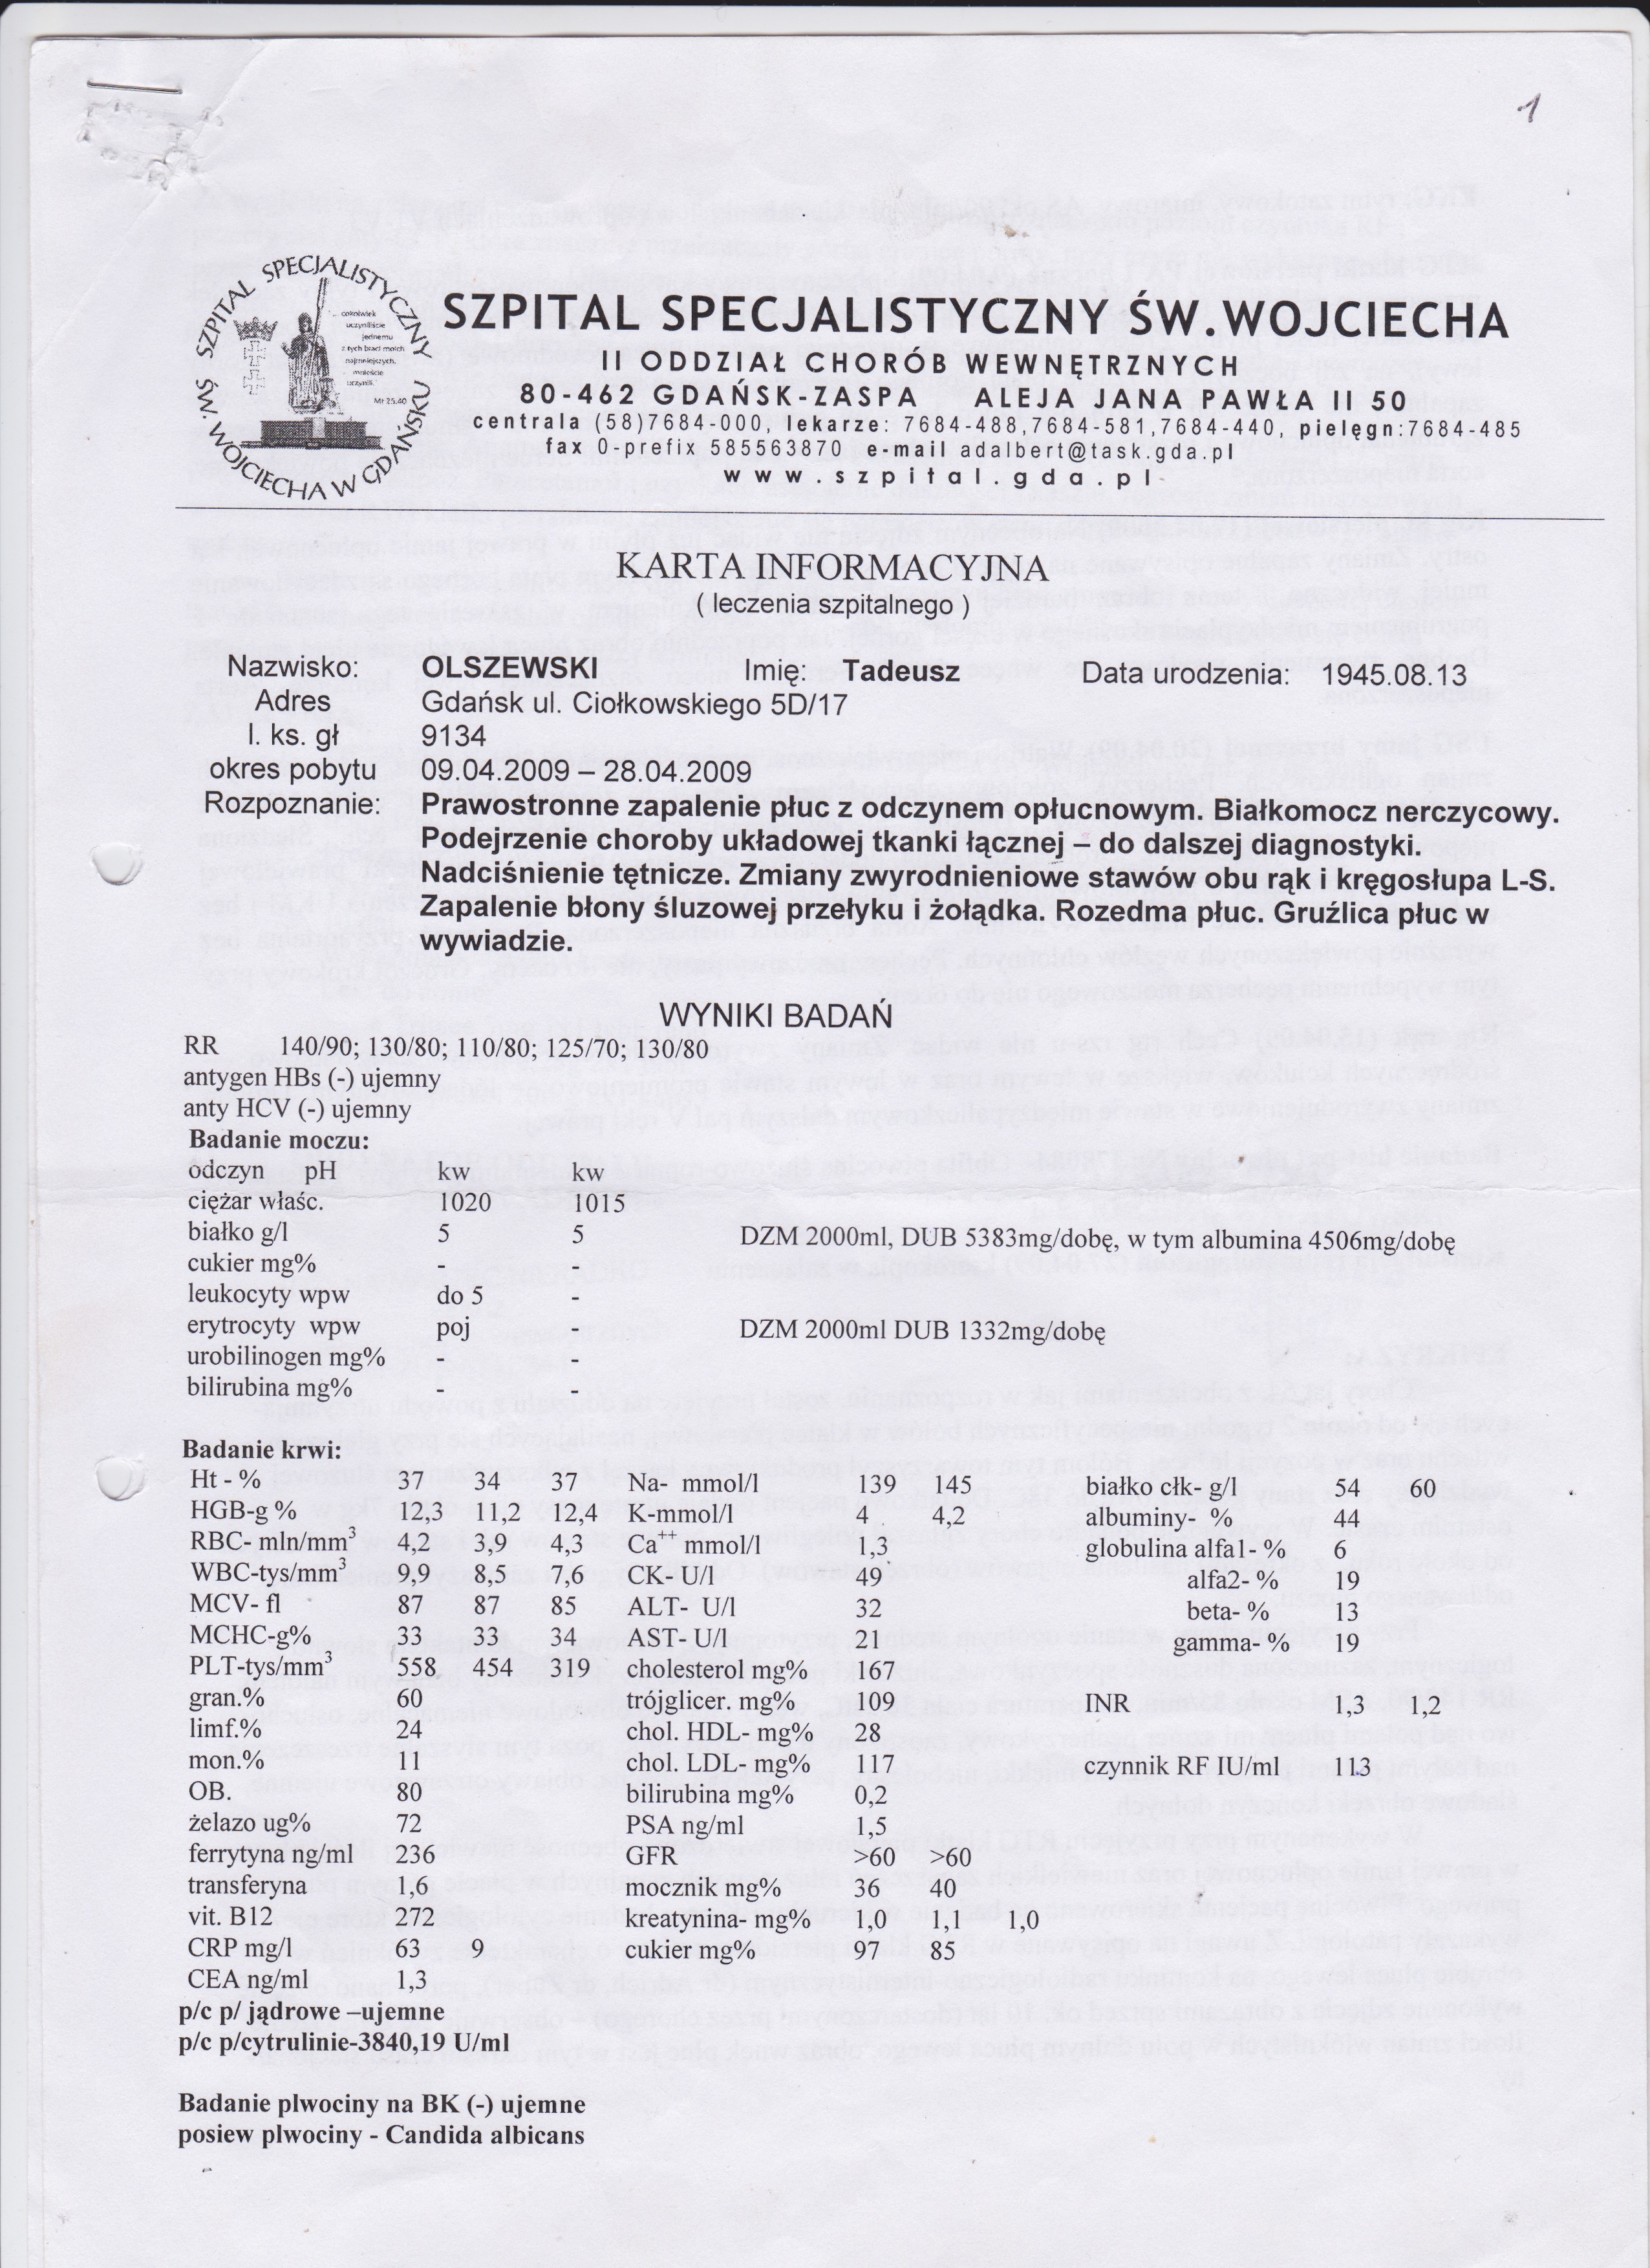 1
SZPITAL SPECJALISTYCZNY
ŚW. WOJCIECHA W GDAŃSKU
... cokolwiek
uczyniliście
jednemu
z tych braci moich
najmniejszych,
mnieście
uczynili.
Mt 25.40
SZPITAL SPECJALISTYCZNY ŚW.WOJCIECHA
II ODDZIAŁ CHORÓB WEWNĘTRZNYCH
80-462 GDAŃSK-ZASPA ALEJA JANA PAWŁA II 50
centrala (58)7684-000, lekarze: 7684-488,7684-581,7684-440, pielęgn:7684-485
fax 0-prefix 585563870 e-mail adalbert@task.gda.pl
www.szpital.gda.pl
KARTA INFORMACYJNA
( leczenia szpitalnego )
Nazwisko: OLSZEWSKI Imię: Tadeusz Data urodzenia: 1945.08.13
Adres Gdańsk ul. Ciołkowskiego 5D/17
l. ks. gł 9134
okres pobytu 09.04.2009 – 28.04.2009
Rozpoznanie: Prawostronne zapalenie płuc z odczynem opłucnowym. Białkomocz nerczycowy.
Podejrzenie choroby układowej tkanki łącznej – do dalszej diagnostyki.
Nadciśnienie tętnicze. Zmiany zwyrodnieniowe stawów obu rąk i kręgosłupa L-S.
Zapalenie błony śluzowej przełyku i żołądka. Rozedma płuc. Gruźlica płuc w
wywiadzie.
WYNIKI BADAŃ
RR 140/90; 130/80; 110/80; 125/70; 130/80
antygen HBs (-) ujemny
anty HCV (-) ujemny
Badanie moczu:
odczyn pH kw kw
ciężar właśc. 1020 1015
białko g/l 5 5 DZM 2000ml, DUB 5383mg/dobę, w tym albumina 4506mg/dobę
cukier mg% - -
leukocyty wpw do 5 -
erytrocyty wpw poj - DZM 2000ml DUB 1332mg/dobę
urobilinogen mg% - -
bilirubina mg% - -
Badanie krwi:
Ht - % 37 34 37 Na- mmol/l 139 145 białko cłk- g/l 54 60
HGB-g % 12,3 11,2 12,4 K-mmol/l 4 4,2 albuminy- % 44
RBC- mln/mm³ 4,2 3,9 4,3 Ca⁺⁺ mmol/l 1,3 globulina alfa1- % 6
WBC-tys/mm³ 9,9 8,5 7,6 CK- U/l 49 alfa2- % 19
MCV- fl 87 87 85 ALT- U/l 32 beta- % 13
MCHC-g% 33 33 34 AST- U/l 21 gamma- % 19
PLT-tys/mm³ 558 454 319 cholesterol mg% 167
gran.% 60 trójglicer. mg% 109 INR 1,3 1,2
limf.% 24 chol. HDL- mg% 28
mon.% 11 chol. LDL- mg% 117 czynnik RF IU/ml 113
OB. 80 bilirubina mg% 0,2
żelazo ug% 72 PSA ng/ml 1,5
ferrytyna ng/ml 236 GFR >60 >60
transferyna 1,6 mocznik mg% 36 40
vit. B12 272 kreatynina- mg% 1,0 1,1 1,0
CRP mg/l 63 9 cukier mg% 97 85
CEA ng/ml 1,3
p/c p/ jądrowe –ujemne
p/c p/cytrulinie-3840,19 U/ml
Badanie plwociny na BK (-) ujemne
posiew plwociny - Candida albicans